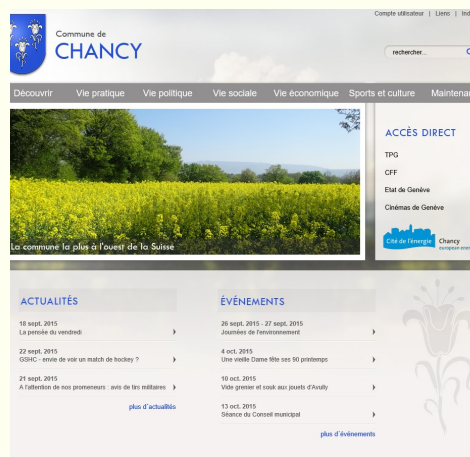 Compte utilisateur | Liens | Ind
Commune de
CHANCY
rechercher...
Découvrir Vie pratique Vie politique Vie sociale Vie économique Sports et culture Maintena
ACCÈS DIRECT
TPG
CFF
Etat de Genève
Cinémas de Genève
La commune la plus à l'ouest de la Suisse
Cité de l'énergie Chancy
european ener
ACTUALITÉS
18 sept. 2015
La pensée du vendredi
22 sept. 2015
GSHC - envie de voir un match de hockey ?
21 sept. 2015
A l'attention de nos promeneurs : avis de tirs militaires
plus d'actualités
ÉVÉNEMENTS
26 sept. 2015 - 27 sept. 2015
Journées de l'environnement
4 oct. 2015
Une vieille Dame fête ses 90 printemps
10 oct. 2015
Vide grenier et souk aux jouets d'Avully
13 oct. 2015
Séance du Conseil municipal
plus d'événements